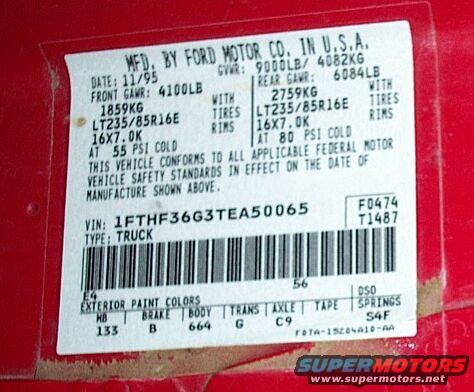 MFD. BY FORD MOTOR CO. IN U.S.A.
DATE: 11/95 GVWR: 9000LB/ 4082KG
FRONT GAWR: 4100LB REAR GAWR: 6084LB
1859KG WITH 2759KG WITH
LT235/85R16E TIRES LT235/85R16E TIRES
16X7.0K RIMS 16X7.0K RIMS
AT 55 PSI COLD AT 80 PSI COLD
THIS VEHICLE CONFORMS TO ALL APPLICABLE FEDERAL MOTOR
VEHICLE SAFETY STANDARDS IN EFFECT ON THE DATE OF
MANUFACTURE SHOWN ABOVE.
VIN: 1FTHF36G3TEA50065 F0474
TYPE: TRUCK T1487
E4 56
EXTERIOR PAINT COLORS DSO
WB BRAKE BODY TRANS AXLE TAPE SPRINGS
133 B 664 G C9 S4F
F0TA-15204A10-AA
SUPERMOTORS
www.supermotors.net